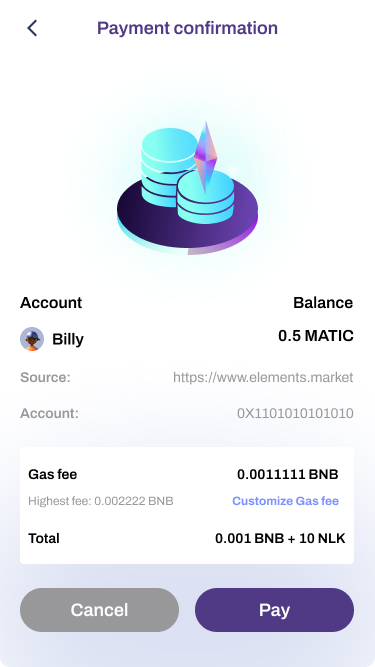 Payment confirmation
Account Balance
Billy 0.5 MATIC
Source: https://www.elements.market
Account: 0X1101010101010
Gas fee 0.0011111 BNB
Highest fee: 0.002222 BNB Customize Gas fee
Total 0.001 BNB + 10 NLK
Cancel Pay